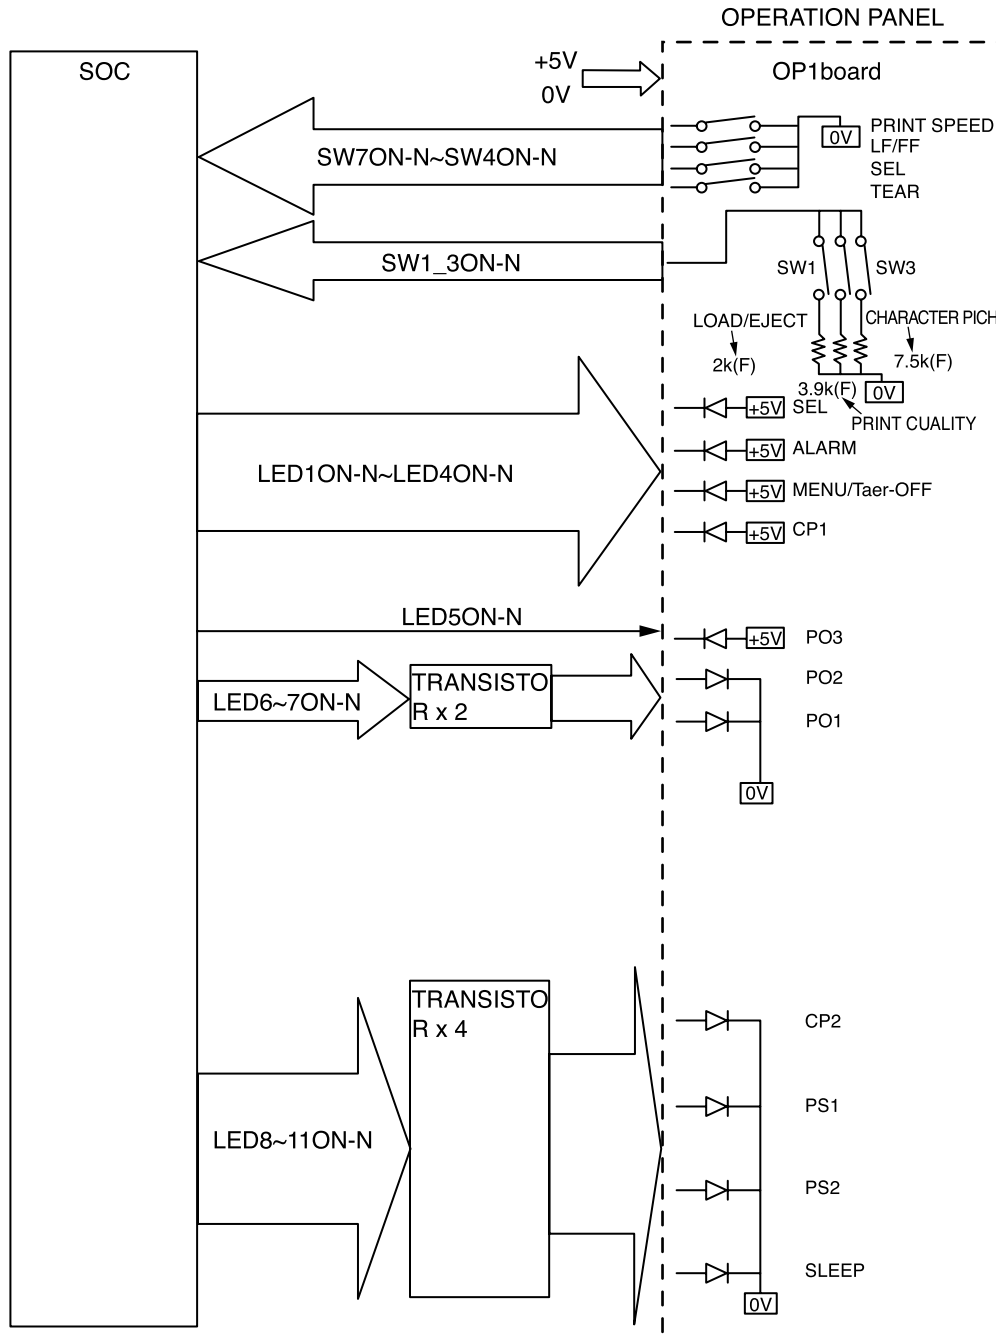 OPERATION PANEL
SOC
+5V
0V
OP1board
SW7ON-N~SW4ON-N
0V
PRINT SPEED
LF/FF
SEL
TEAR
SW1_3ON-N
SW1
SW3
LOAD/EJECT
2k(F)
CHARACTER PICH
7.5k(F)
3.9k(F)
0V
PRINT CUALITY
LED1ON-N~LED4ON-N
+5V SEL
+5V ALARM
+5V MENU/Taer-OFF
+5V CP1
LED5ON-N
+5V PO3
LED6~7ON-N
TRANSISTO
R x 2
PO2
PO1
0V
LED8~11ON-N
TRANSISTO
R x 4
CP2
PS1
PS2
SLEEP
0V